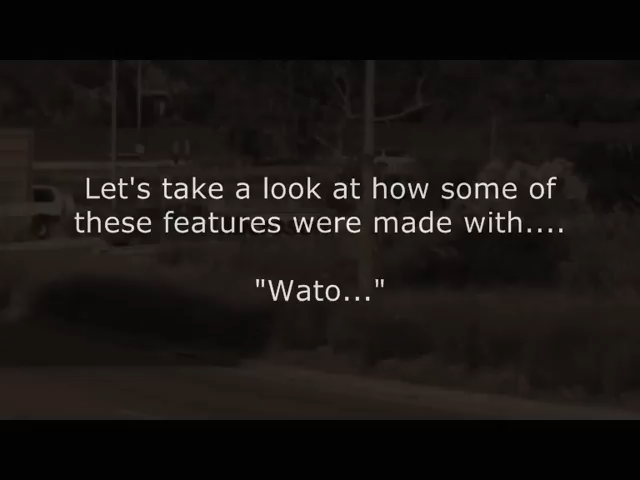 Let's take a look at how some of
these features were made with....
"Wato..."